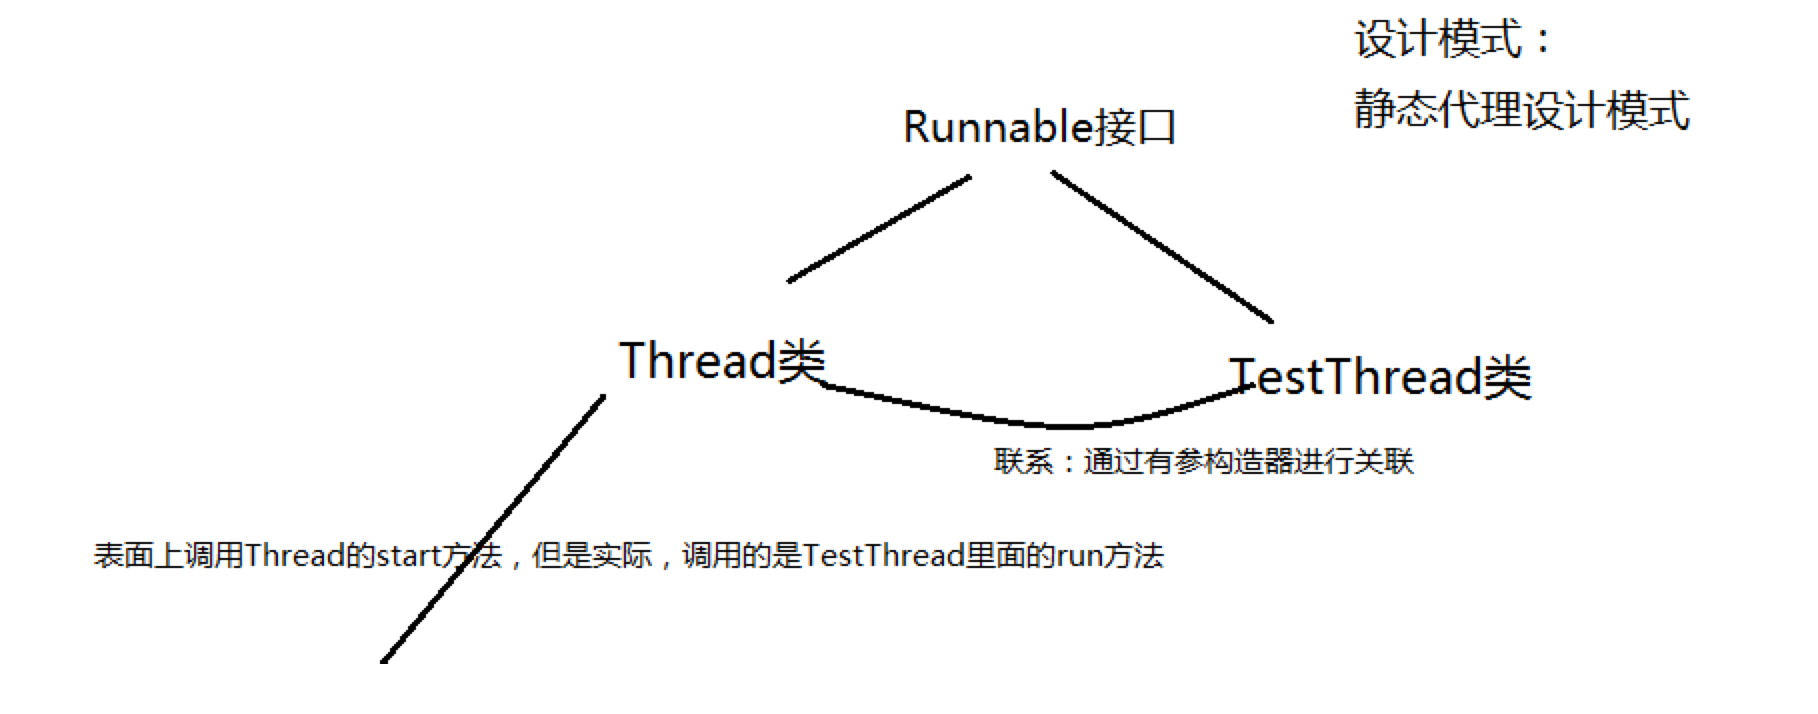 设计模式：
静态代理设计模式
Runnable接口
Thread类
TestThread类
联系：通过有参构造器进行关联
表面上调用Thread的start方法，但是实际，调用的是TestThread里面的run方法